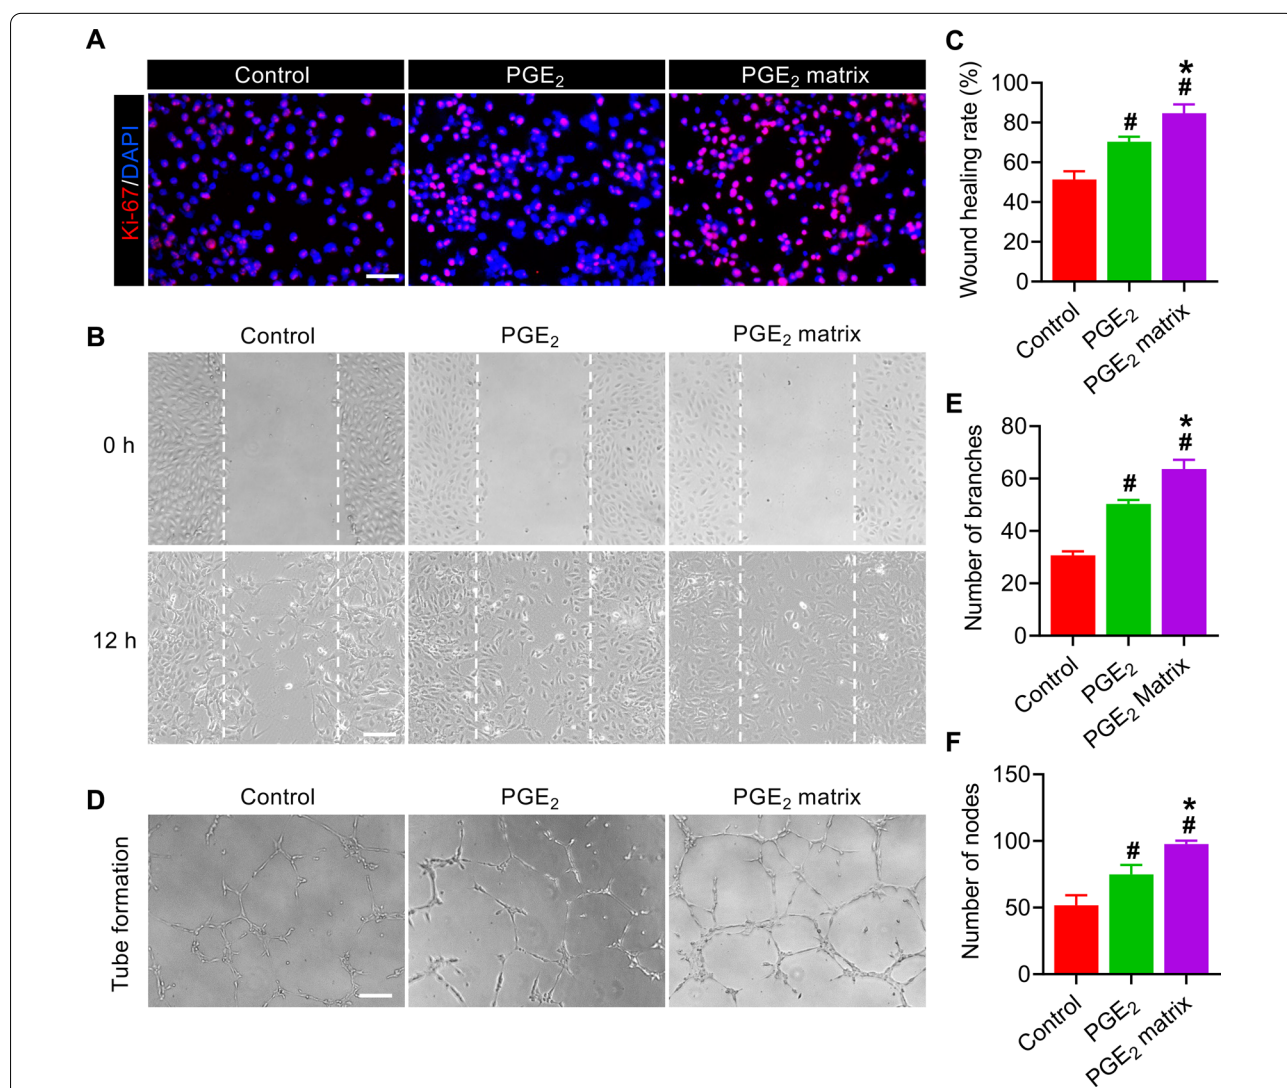 A
Control
PGE₂
PGE₂ matrix
Ki-67/DAPI
B
Control
PGE₂
PGE₂ matrix
0 h
12 h
D
Control
PGE₂
PGE₂ matrix
Tube formation
C
Wound healing rate (%)
100
80
60
40
20
0
#
*
#
Control
PGE₂
PGE₂ matrix
E
Number of branches
80
60
40
20
0
#
*
#
Control
PGE₂
PGE₂ Matrix
F
Number of nodes
150
100
50
0
#
*
#
Control
PGE₂
PGE₂ matrix